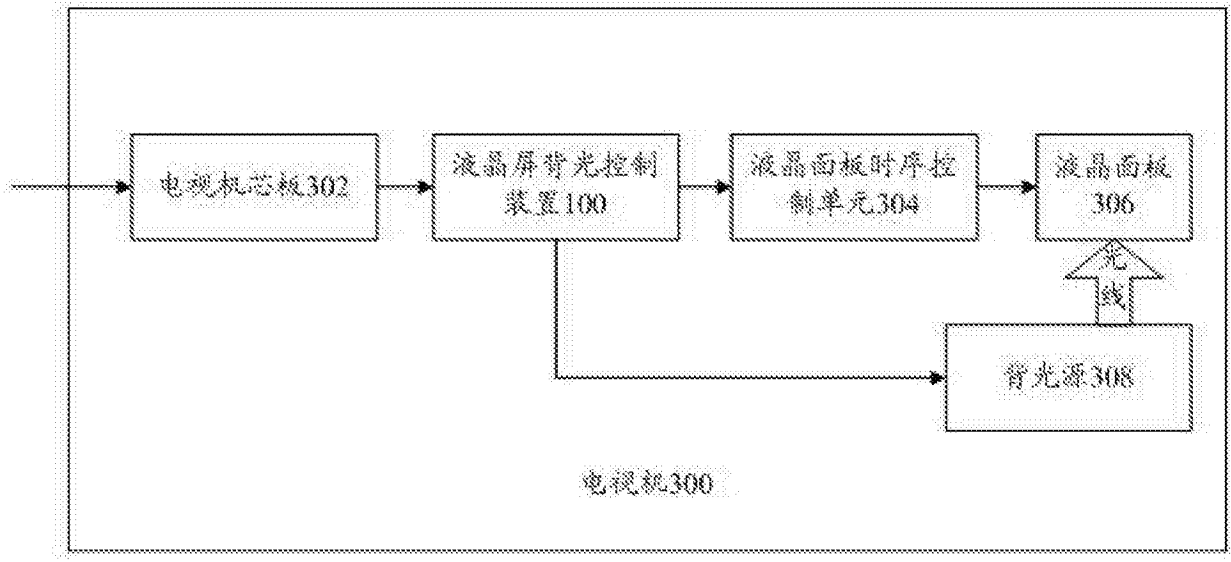 电视机芯板302
液晶屏背光控制
装置100
液晶面板时序控
制单元304
液晶面板
306
光
线
背光源308
电视机300